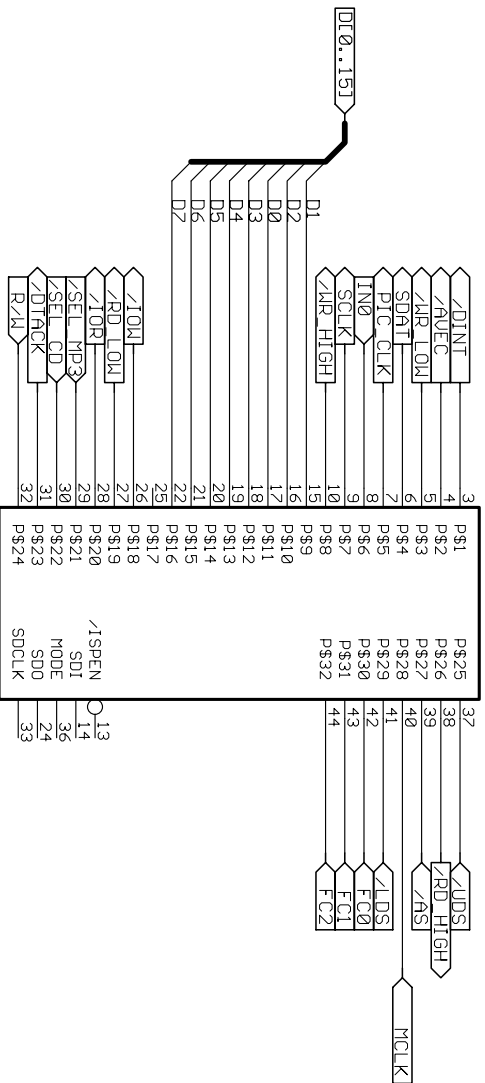 D[0..15]
/DINT 3 P$1 P$25 37 /UDS
/AVEC 4 P$2 P$26 38 /RD_HIGH
/WR_LOW 5 P$3 P$27 39 /AS
SDAT 6 P$4 P$28 40 MCLK
PIC_CLK 7 P$5 P$29 41 /LDS
IN0 8 P$6 P$30 42 FC0
SCLK 9 P$7 P$31 43 FC1
/WR_HIGH 10 P$8 P$32 44 FC2
D1 15 P$9
D2 16 P$10
D0 17 P$11
D3 18 P$12
D4 19 P$13
D5 20 P$14
D6 21 P$15
D7 22 P$16
25 P$17
/IOW 26 P$18
/RD_LOW 27 P$19
/IOR 28 P$20 /ISPEN 13
/SEL_MP3 29 P$21 SDI 14
/SEL_CD 30 P$22 MODE 36
/DTACK 31 P$23 SDO 24
R/W 32 P$24 SDCLK 33